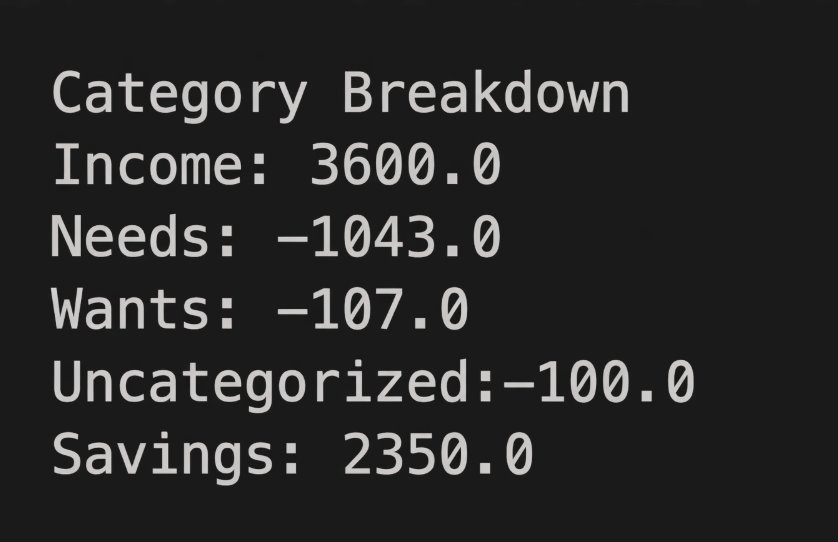 Category Breakdown
Income: 3600.0
Needs: −1043.0
Wants: −107.0
Uncategorized:−100.0
Savings: 2350.0